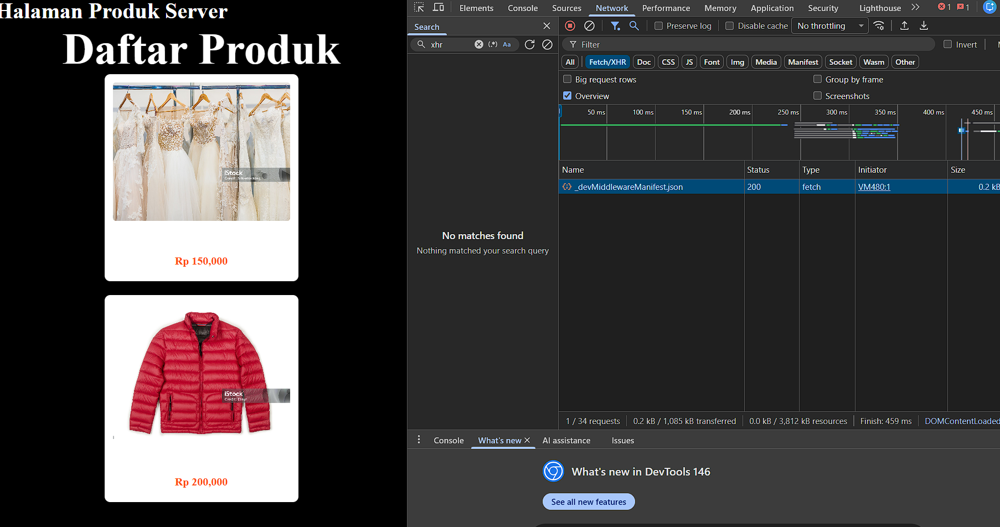 Halaman Produk Server
Daftar Produk
iStock
Credit: Silk-stocking
Rp 150,000
iStock
Credit: Elnur
Rp 200,000
Elements Console Sources Network Performance Memory Application Security Lighthouse 1 1
Search
Preserve log Disable cache No throttling
xhr (.*) Aa
Filter Invert
All Fetch/XHR Doc CSS JS Font Img Media Manifest Socket Wasm Other
Big request rows Group by frame
Overview Screenshots
50 ms 100 ms 150 ms 200 ms 250 ms 300 ms 350 ms 400 ms 450 ms
Name Status Type Initiator Size
_devMiddlewareManifest.json 200 fetch VM480:1 0.2 kB
No matches found
Nothing matched your search query
1 / 34 requests 0.2 kB / 1,085 kB transferred 0.0 kB / 3,812 kB resources Finish: 459 ms DOMContentLoaded
Console What's new AI assistance Issues
What's new in DevTools 146
See all new features